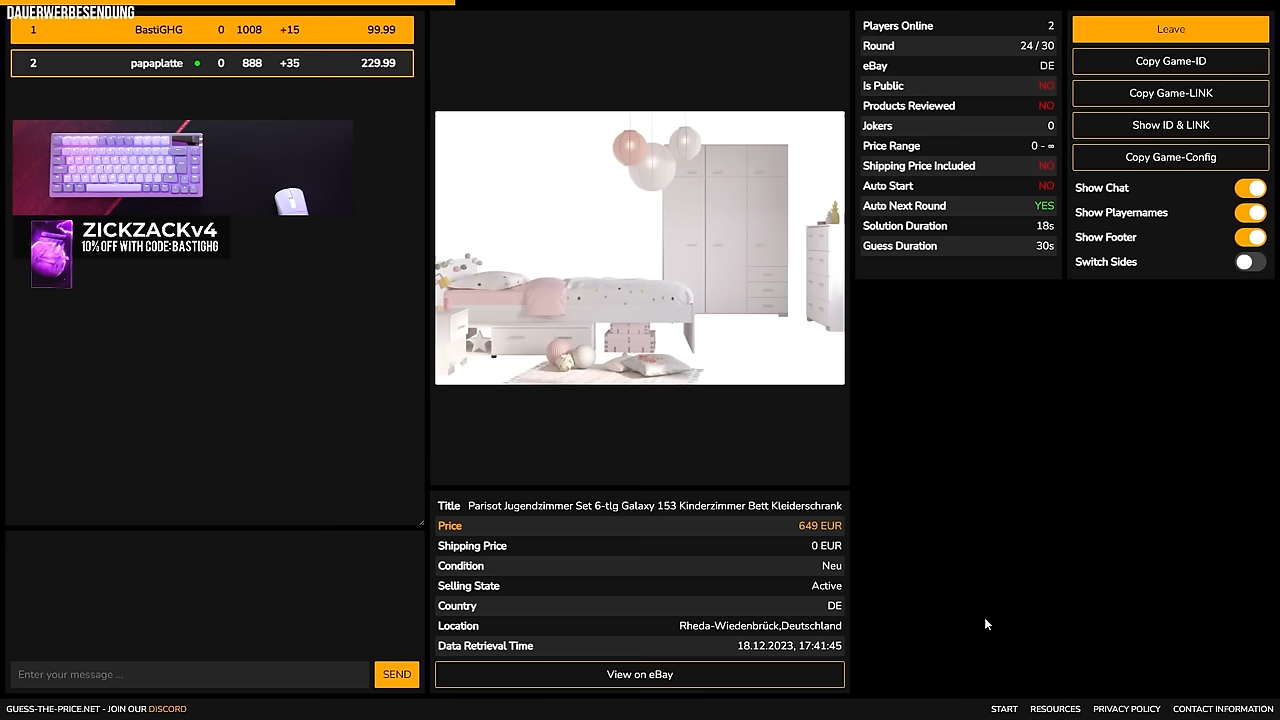 DAUERWERBESENDUNG
1 BastiGHG 0 1008 +15 99.99
2 papaplatte 0 888 +35 229.99
ZICKZACKv4
10% OFF WITH CODE:BASTIGHG
Enter your message ...
SEND
Title Parisot Jugendzimmer Set 6-tlg Galaxy 153 Kinderzimmer Bett Kleiderschrank
Price 649 EUR
Shipping Price 0 EUR
Condition Neu
Selling State Active
Country DE
Location Rheda-Wiedenbrück,Deutschland
Data Retrieval Time 18.12.2023, 17:41:45
View on eBay
Players Online 2
Round 24 / 30
eBay DE
Is Public NO
Products Reviewed NO
Jokers 0
Price Range 0 - ∞
Shipping Price Included NO
Auto Start NO
Auto Next Round YES
Solution Duration 18s
Guess Duration 30s
Leave
Copy Game-ID
Copy Game-LINK
Show ID & LINK
Copy Game-Config
Show Chat
Show Playernames
Show Footer
Switch Sides
GUESS-THE-PRICE.NET - JOIN OUR DISCORD
START RESOURCES PRIVACY POLICY CONTACT INFORMATION